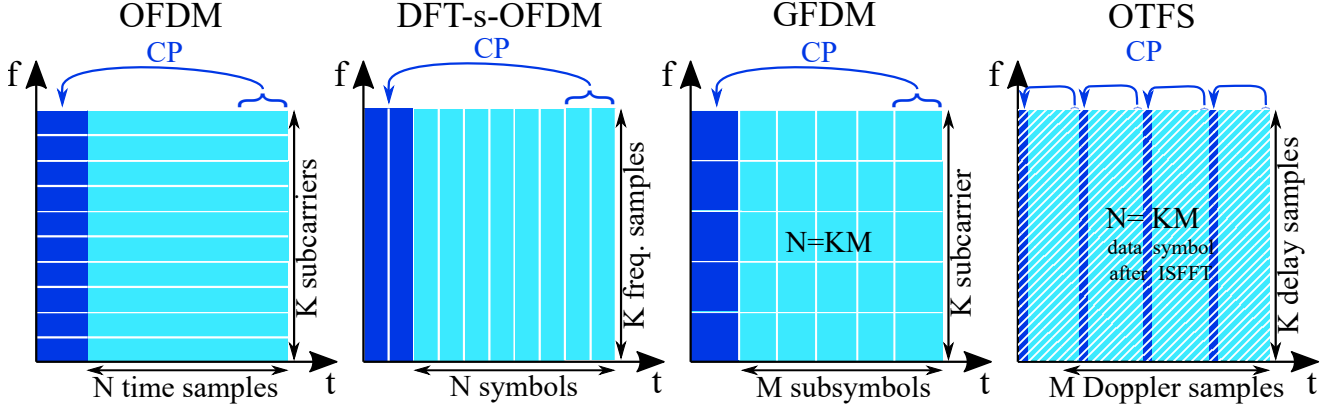 OFDM
CP
f
K subcarriers
t
N time samples
DFT-s-OFDM
CP
f
K freq. samples
t
N symbols
GFDM
CP
f
N=KM
K subcarrier
t
M subsymbols
OTFS
CP
f
N= KM
data symbol
after ISFFT
K delay samples
t
M Doppler samples